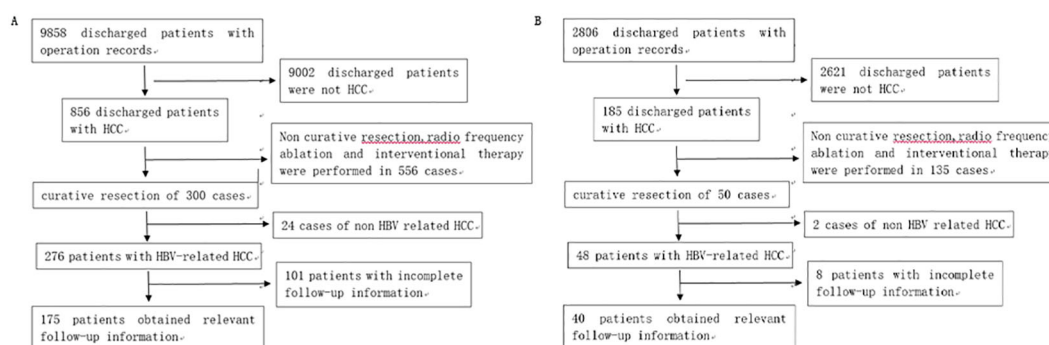 A
9858 discharged patients with
operation records
9002 discharged patients
were not HCC
856 discharged patients
with HCC
Non curative resection, radio frequency
ablation and interventional therapy
were performed in 556 cases
curative resection of 300 cases
24 cases of non HBV related HCC
276 patients with HBV-related HCC
101 patients with incomplete
follow-up information
175 patients obtained relevant
follow-up information
B
2806 discharged patients with
operation records
2621 discharged patients
were not HCC
185 discharged patients
with HCC
Non curative resection, radio frequenc
ablation and interventional therap
were performed in 135 cases
curative resection of 50 cases
2 cases of non HBV related HCC
48 patients with HBV-related HCC
8 patients with incomplete
follow-up information
40 patients obtained relevant
follow-up information